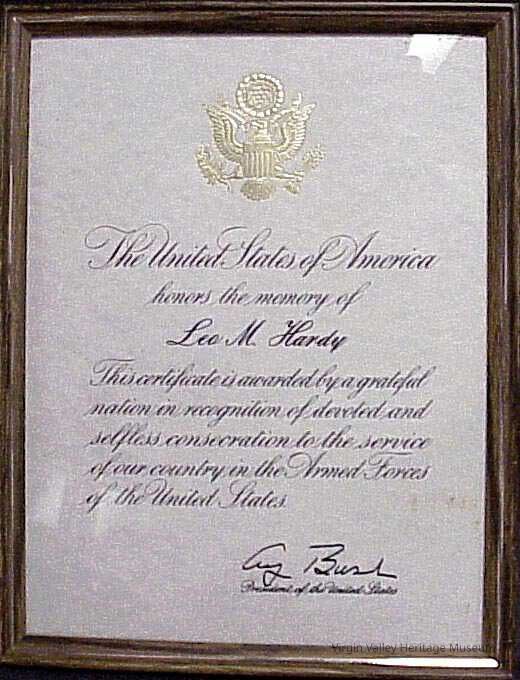 The United States of America
honors the memory of
Leo M. Hardy
This certificate is awarded by a grateful
nation in recognition of devoted and
selfless consecration to the service
of our country in the Armed Forces
of the United States.
Bush
President of the United States
Virgin Valley Heritage Museum